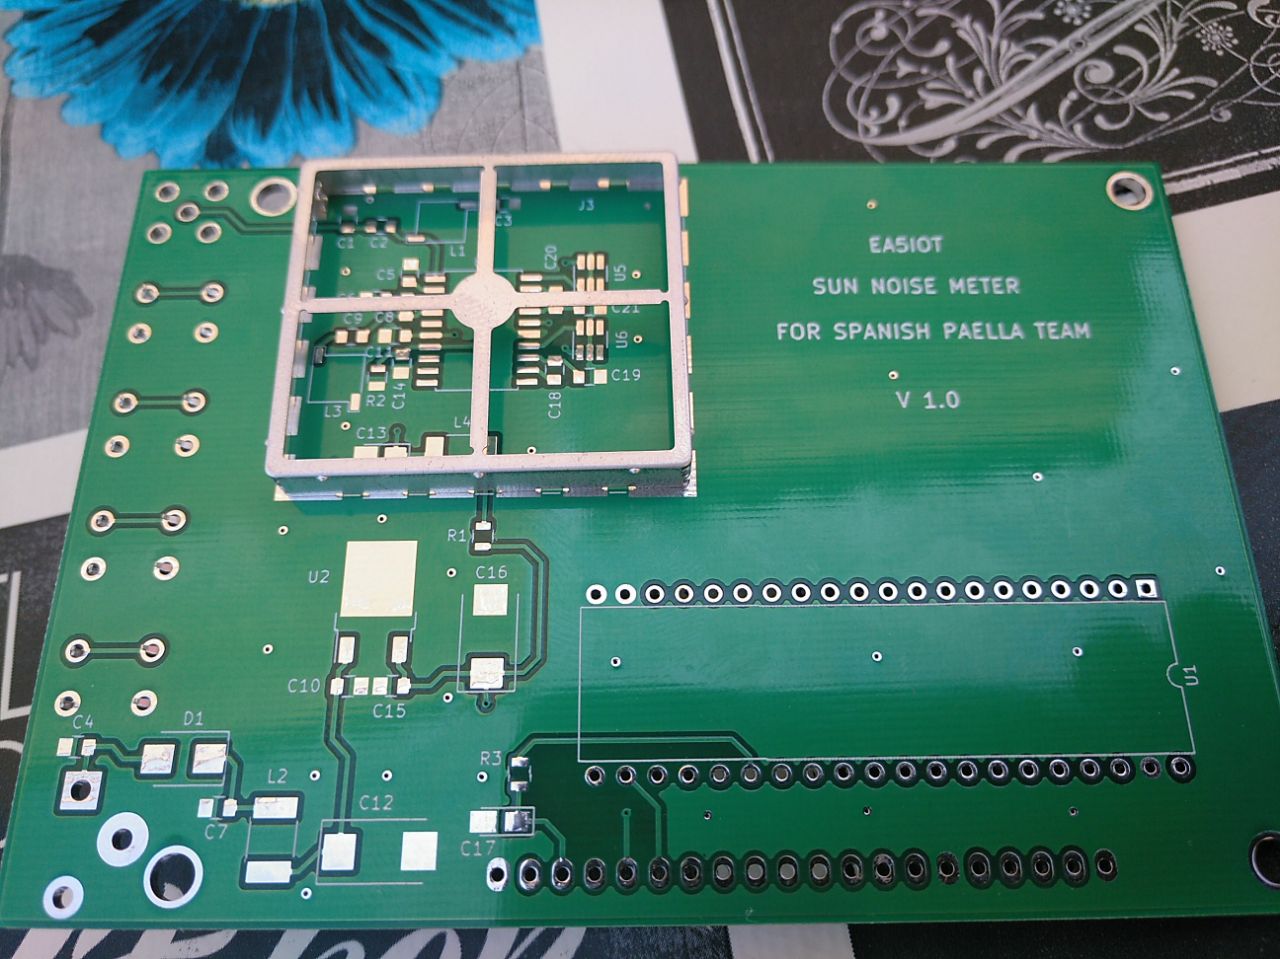 EA5IOT
SUN NOISE METER
FOR SPANISH PAELLA TEAM
V 1.0
C1
C2
L1
C3
J3
C5
C20
U5
C9
C8
C21
U6
C11
C14
R2
L3
C18
C19
C13
L4
R1
U2
C16
C10
C15
U1
C4
D1
R3
L2
C12
C7
C17